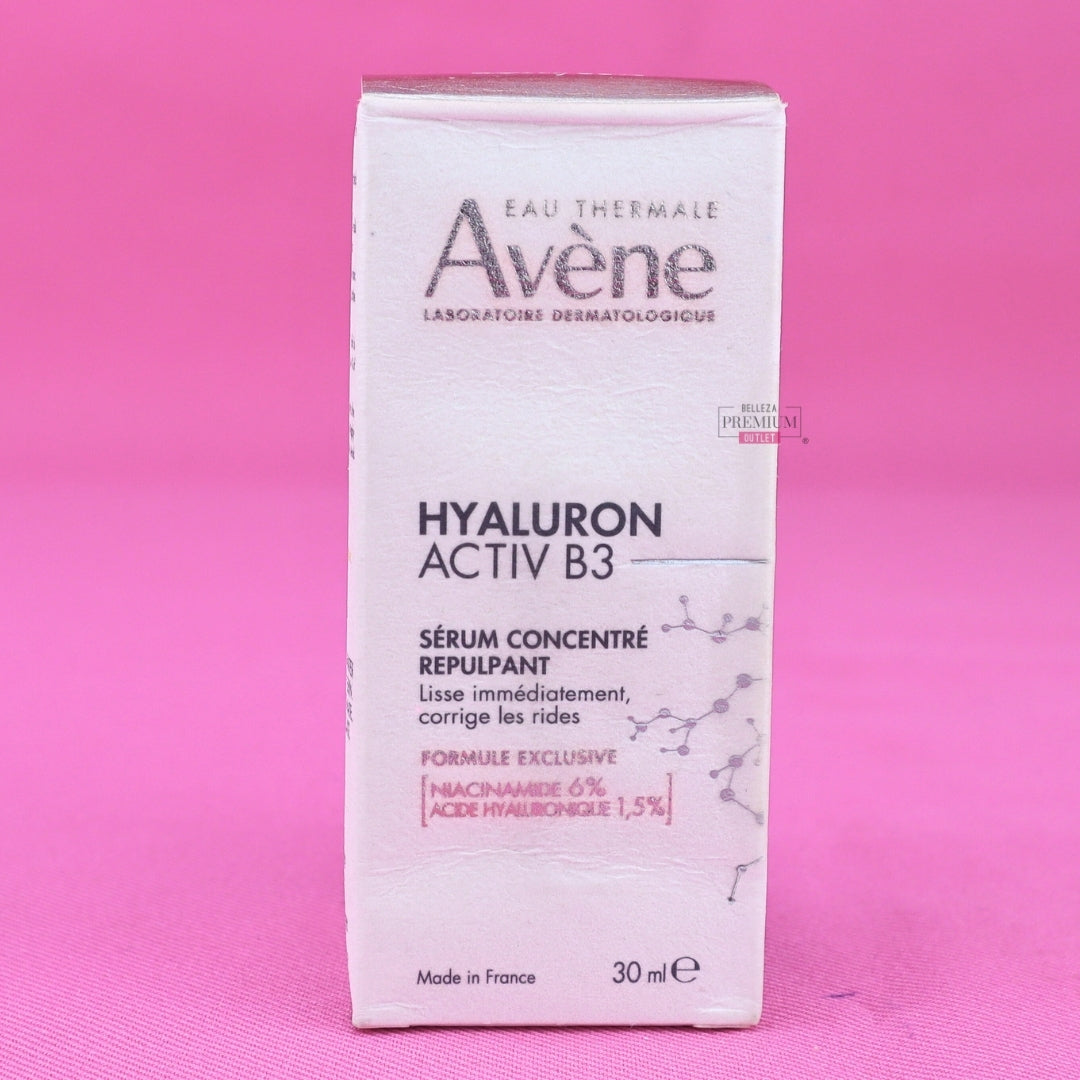 EAU THERMALE
Avène
LABORATOIRE DERMATOLOGIQUE
BELLEZA
PREMIUM
OUTLET ®
HYALURON
ACTIV B3
SÉRUM CONCENTRÉ
REPULPANT
Lisse immédiatement,
corrige les rides
FORMULE EXCLUSIVE
[NIACINAMIDE 6%
ACIDE HYALURONIQUE 1,5%]
Made in France
30 ml ℮